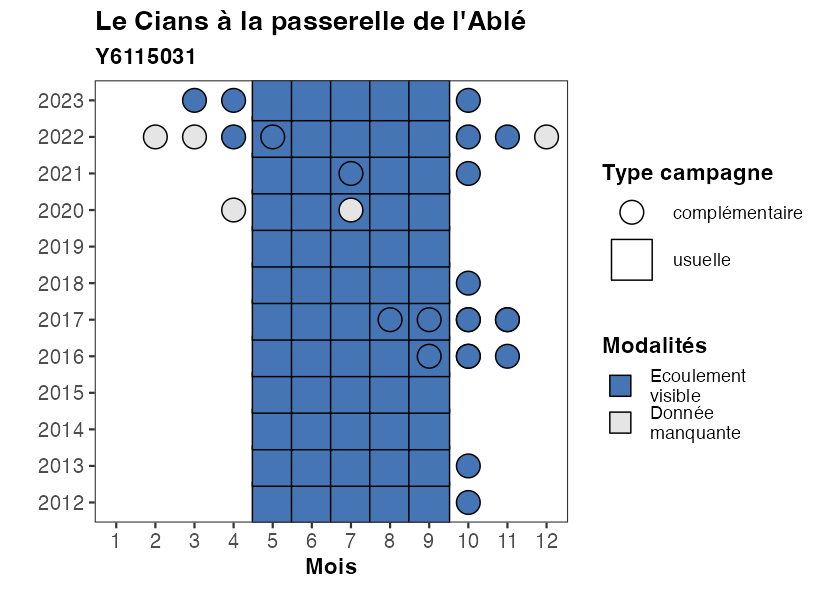 Le Cians à la passerelle de l'Ablé
Y6115031
2023
2022
2021
2020
2019
2018
2017
2016
2015
2014
2013
2012
1 2 3 4 5 6 7 8 9 10 11 12
Mois
Type campagne
complémentaire
usuelle
Modalités
Ecoulement
visible
Donnée
manquante